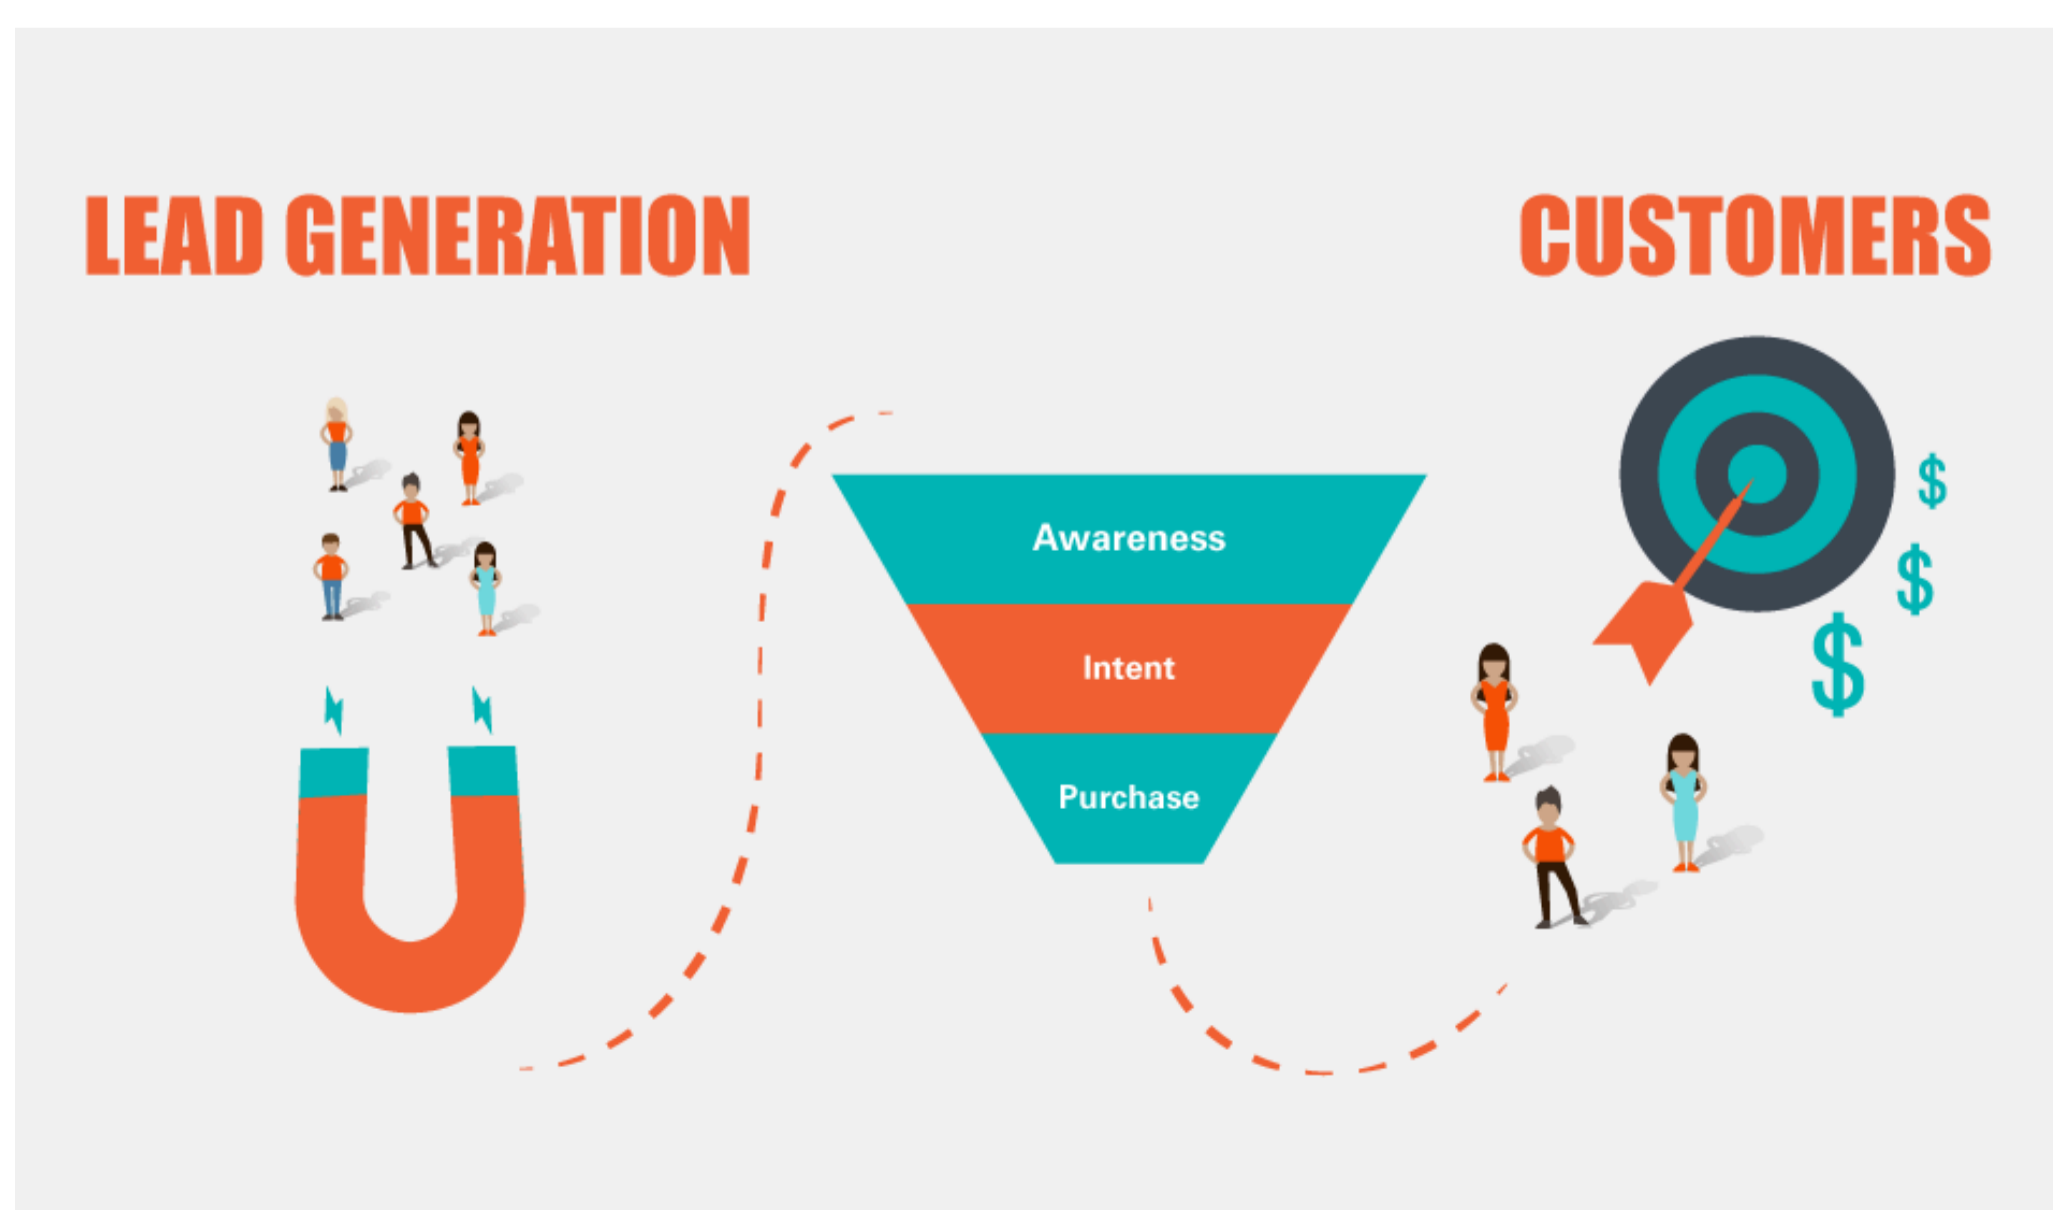 LEAD GENERATION
CUSTOMERS
Awareness
Intent
Purchase
$
$
$